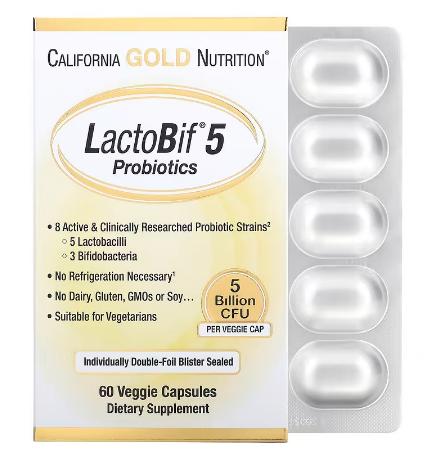 CALIFORNIA GOLD NUTRITION®
LactoBif® 5
Probiotics
• 8 Active & Clinically Researched Probiotic Strains²
○ 5 Lactobacilli
○ 3 Bifidobacteria
• No Refrigeration Necessary¹
• No Dairy, Gluten, GMOs or Soy...
• Suitable for Vegetarians
5
Billion
CFU
PER VEGGIE CAP
Individually Double-Foil Blister Sealed
60 Veggie Capsules
Dietary Supplement